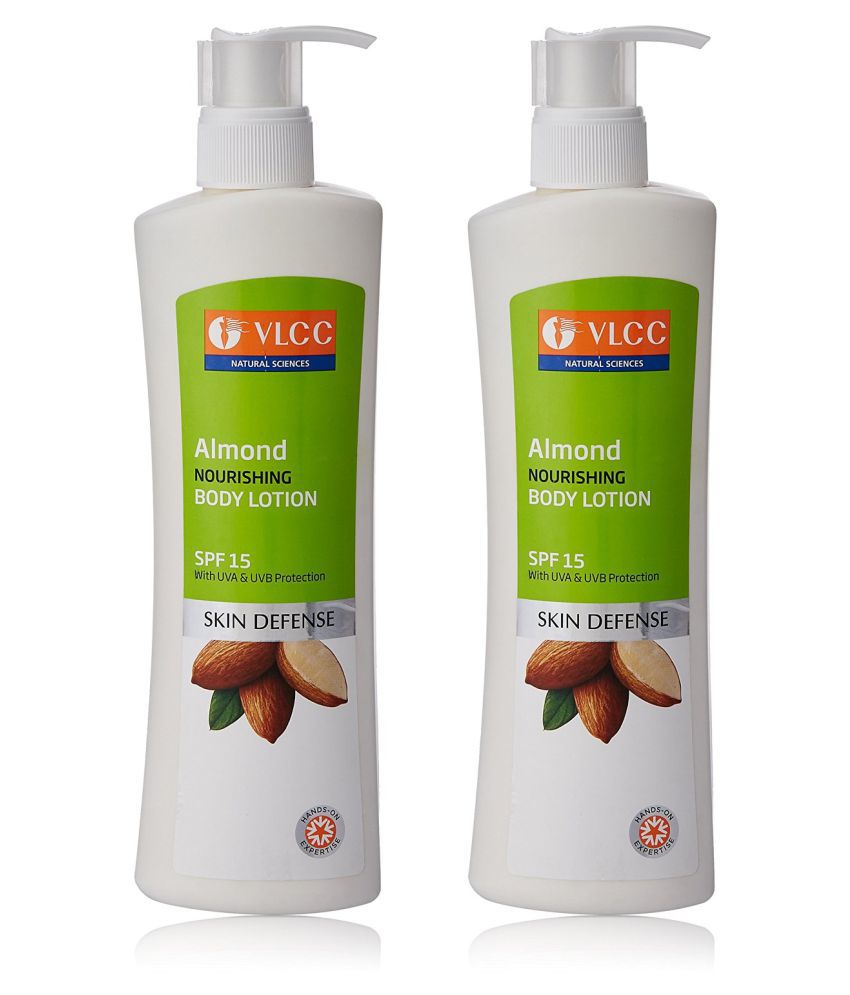 VLCC
NATURAL SCIENCES
Almond
NOURISHING
BODY LOTION
SPF 15
With UVA & UVB Protection
SKIN DEFENSE
HANDS-ON
EXPERTISE
VLCC
NATURAL SCIENCES
Almond
NOURISHING
BODY LOTION
SPF 15
With UVA & UVB Protection
SKIN DEFENSE
HANDS-ON
EXPERTISE